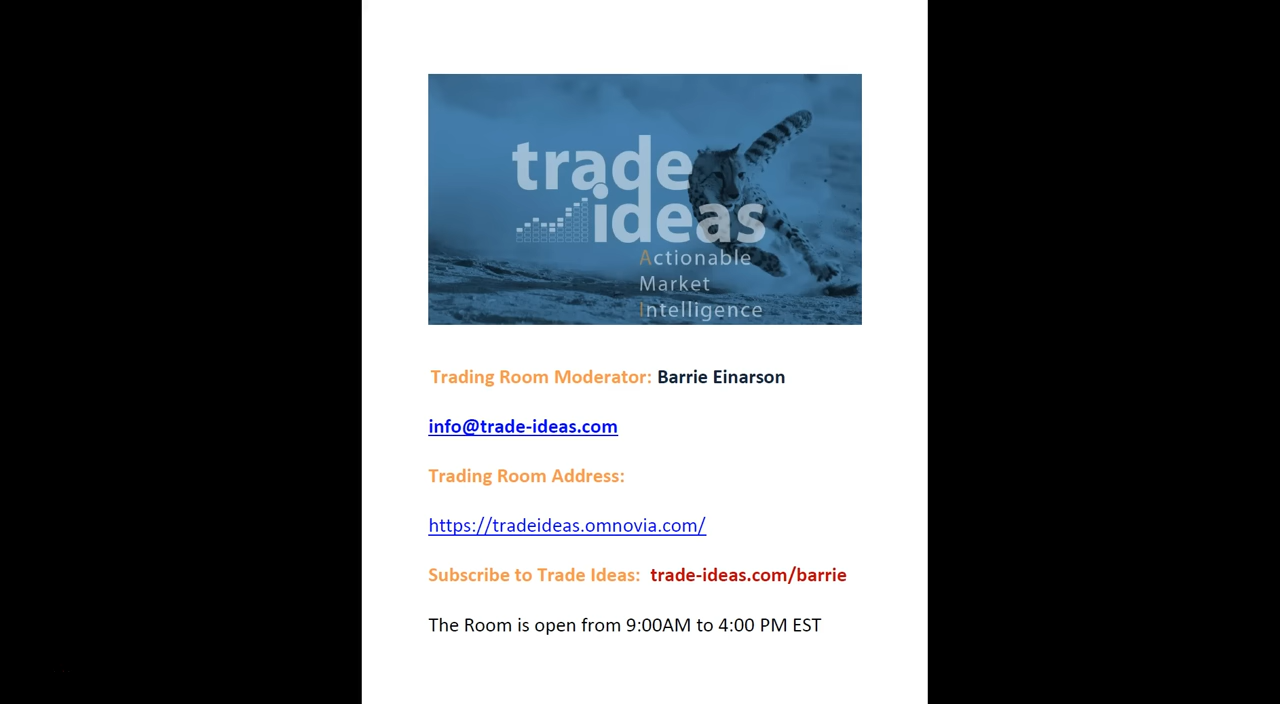 trade
ideas
Actionable
Market
Intelligence
Trading Room Moderator: Barrie Einarson
info@trade-ideas.com
Trading Room Address:
https://tradeideas.omnovia.com/
Subscribe to Trade Ideas: trade-ideas.com/barrie
The Room is open from 9:00AM to 4:00 PM EST